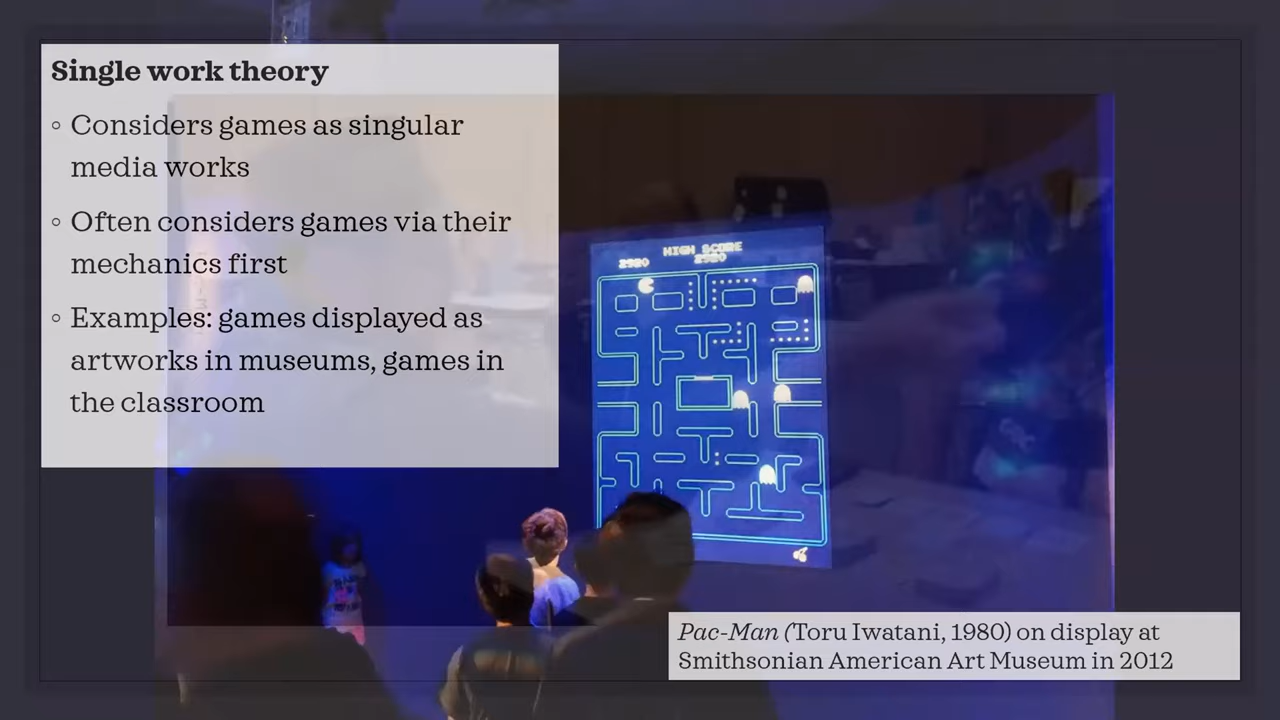 Single work theory
◦ Considers games as singular
media works
◦ Often considers games via their
mechanics first
◦ Examples: games displayed as
artworks in museums, games in
the classroom
HIGH SCORE
2920 2920
Pac-Man (Toru Iwatani, 1980) on display at
Smithsonian American Art Museum in 2012